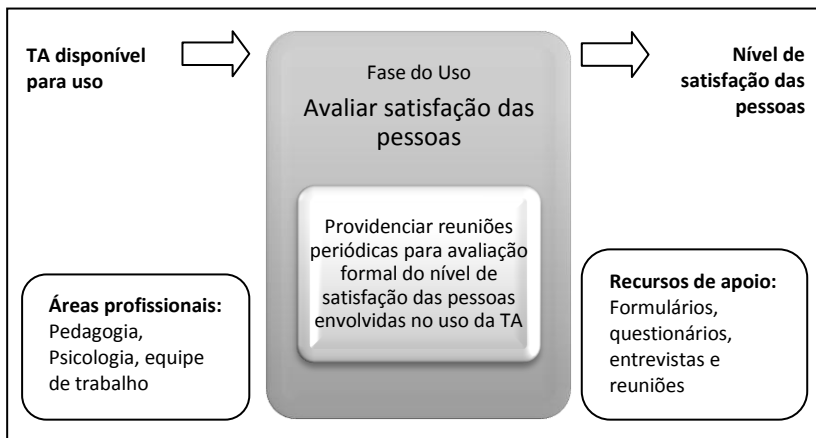 TA disponível
para uso
Fase do Uso
Avaliar satisfação das
pessoas
Nível de
satisfação das
pessoas
Providenciar reuniões
periódicas para avaliação
formal do nível de
satisfação das pessoas
envolvidas no uso da TA
Áreas profissionais:
Pedagogia,
Psicologia, equipe
de trabalho
Recursos de apoio:
Formulários,
questionários,
entrevistas e
reuniões